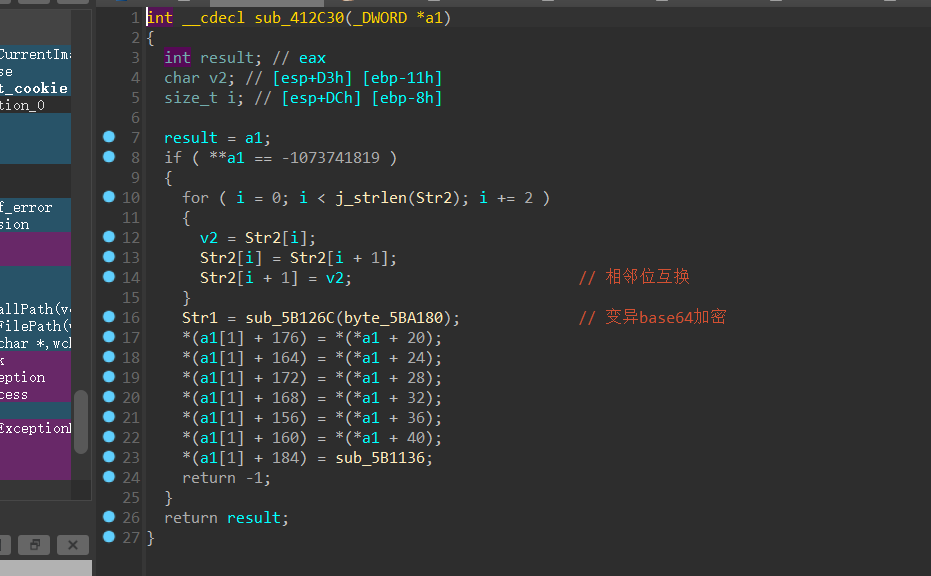 CurrentIma
se
t_cookie
tion_0
f_error
sion
allPath(v
FilePath(
char *,wch
k
eption
cess
Exception
1 int __cdecl sub_412C30(_DWORD *a1)
2 {
3 int result; // eax
4 char v2; // [esp+D3h] [ebp-11h]
5 size_t i; // [esp+DCh] [ebp-8h]
6
7 result = a1;
8 if ( **a1 == -1073741819 )
9 {
10 for ( i = 0; i < j_strlen(Str2); i += 2 )
11 {
12 v2 = Str2[i];
13 Str2[i] = Str2[i + 1];
14 Str2[i + 1] = v2; // 相邻位互换
15 }
16 Str1 = sub_5B126C(byte_5BA180); // 变异base64加密
17 *(a1[1] + 176) = *(*a1 + 20);
18 *(a1[1] + 164) = *(*a1 + 24);
19 *(a1[1] + 172) = *(*a1 + 28);
20 *(a1[1] + 168) = *(*a1 + 32);
21 *(a1[1] + 156) = *(*a1 + 36);
22 *(a1[1] + 160) = *(*a1 + 40);
23 *(a1[1] + 184) = sub_5B1136;
24 return -1;
25 }
26 return result;
27 }